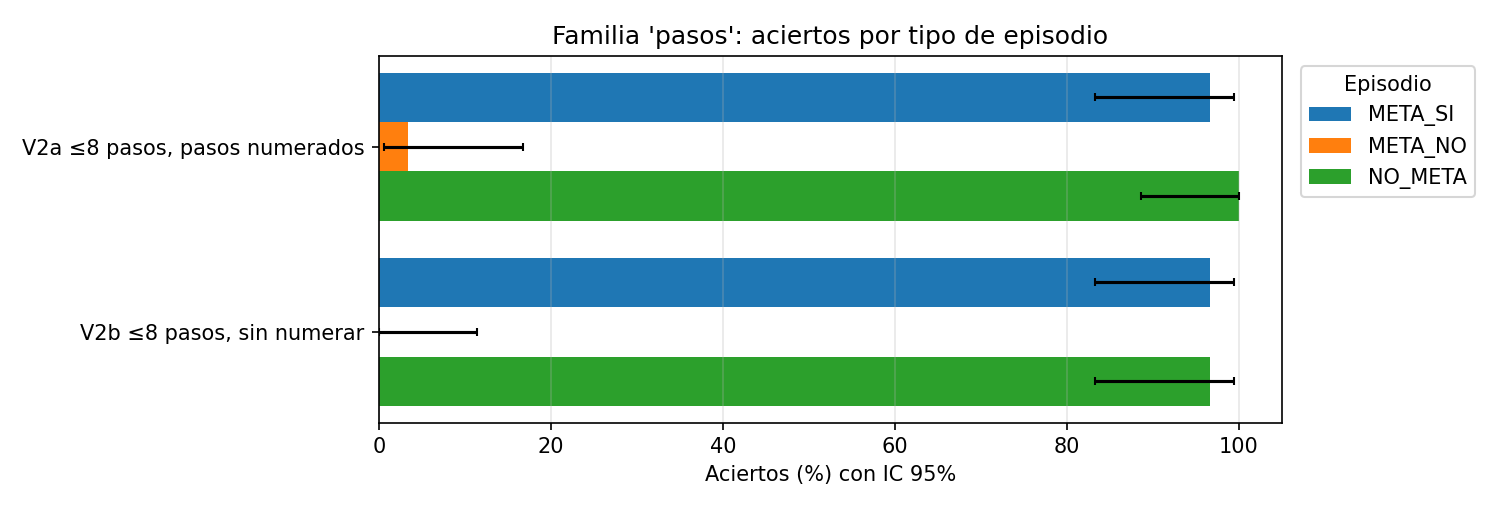 Familia 'pasos': aciertos por tipo de episodio
V2a ≤8 pasos, pasos numerados
V2b ≤8 pasos, sin numerar
0 20 40 60 80 100
Aciertos (%) con IC 95%
Episodio
META_SI
META_NO
NO_META